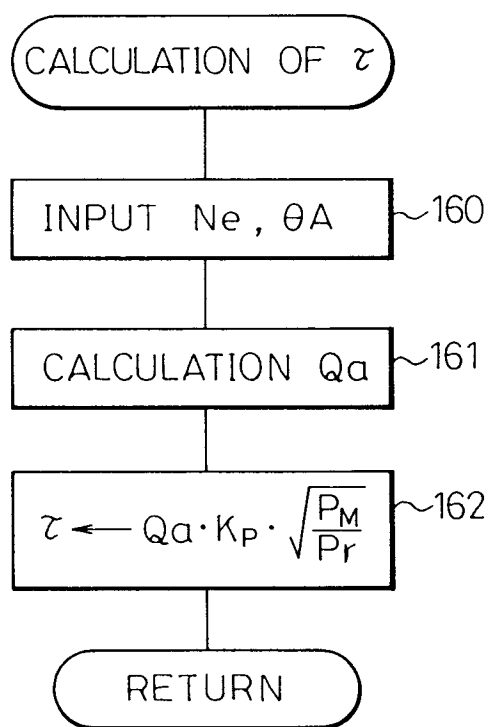 CALCULATION OF τ
INPUT Ne, θA
160
CALCULATION Qa
161
τ ← Qa·KP·√(PM/Pr)
162
RETURN